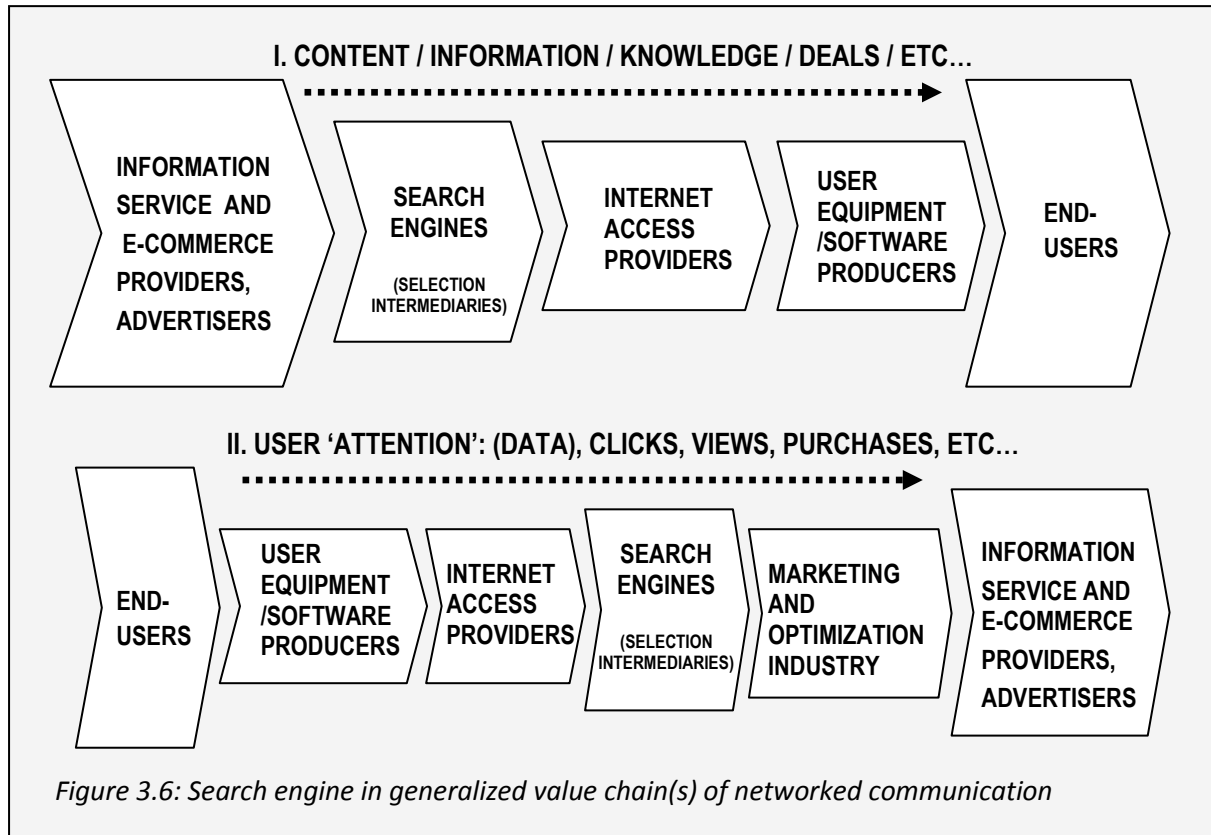 I. CONTENT / INFORMATION / KNOWLEDGE / DEALS / ETC…
INFORMATION
SERVICE AND
E-COMMERCE
PROVIDERS,
ADVERTISERS
SEARCH
ENGINES
(SELECTION
INTERMEDIARIES)
INTERNET
ACCESS
PROVIDERS
USER
EQUIPMENT
/SOFTWARE
PRODUCERS
END-
USERS
II. USER ‘ATTENTION’: (DATA), CLICKS, VIEWS, PURCHASES, ETC…
END-
USERS
USER
EQUIPMENT
/SOFTWARE
PRODUCERS
INTERNET
ACCESS
PROVIDERS
SEARCH
ENGINES
(SELECTION
INTERMEDIARIES)
MARKETING
AND
OPTIMIZATION
INDUSTRY
INFORMATION
SERVICE AND
E-COMMERCE
PROVIDERS,
ADVERTISERS
Figure 3.6: Search engine in generalized value chain(s) of networked communication